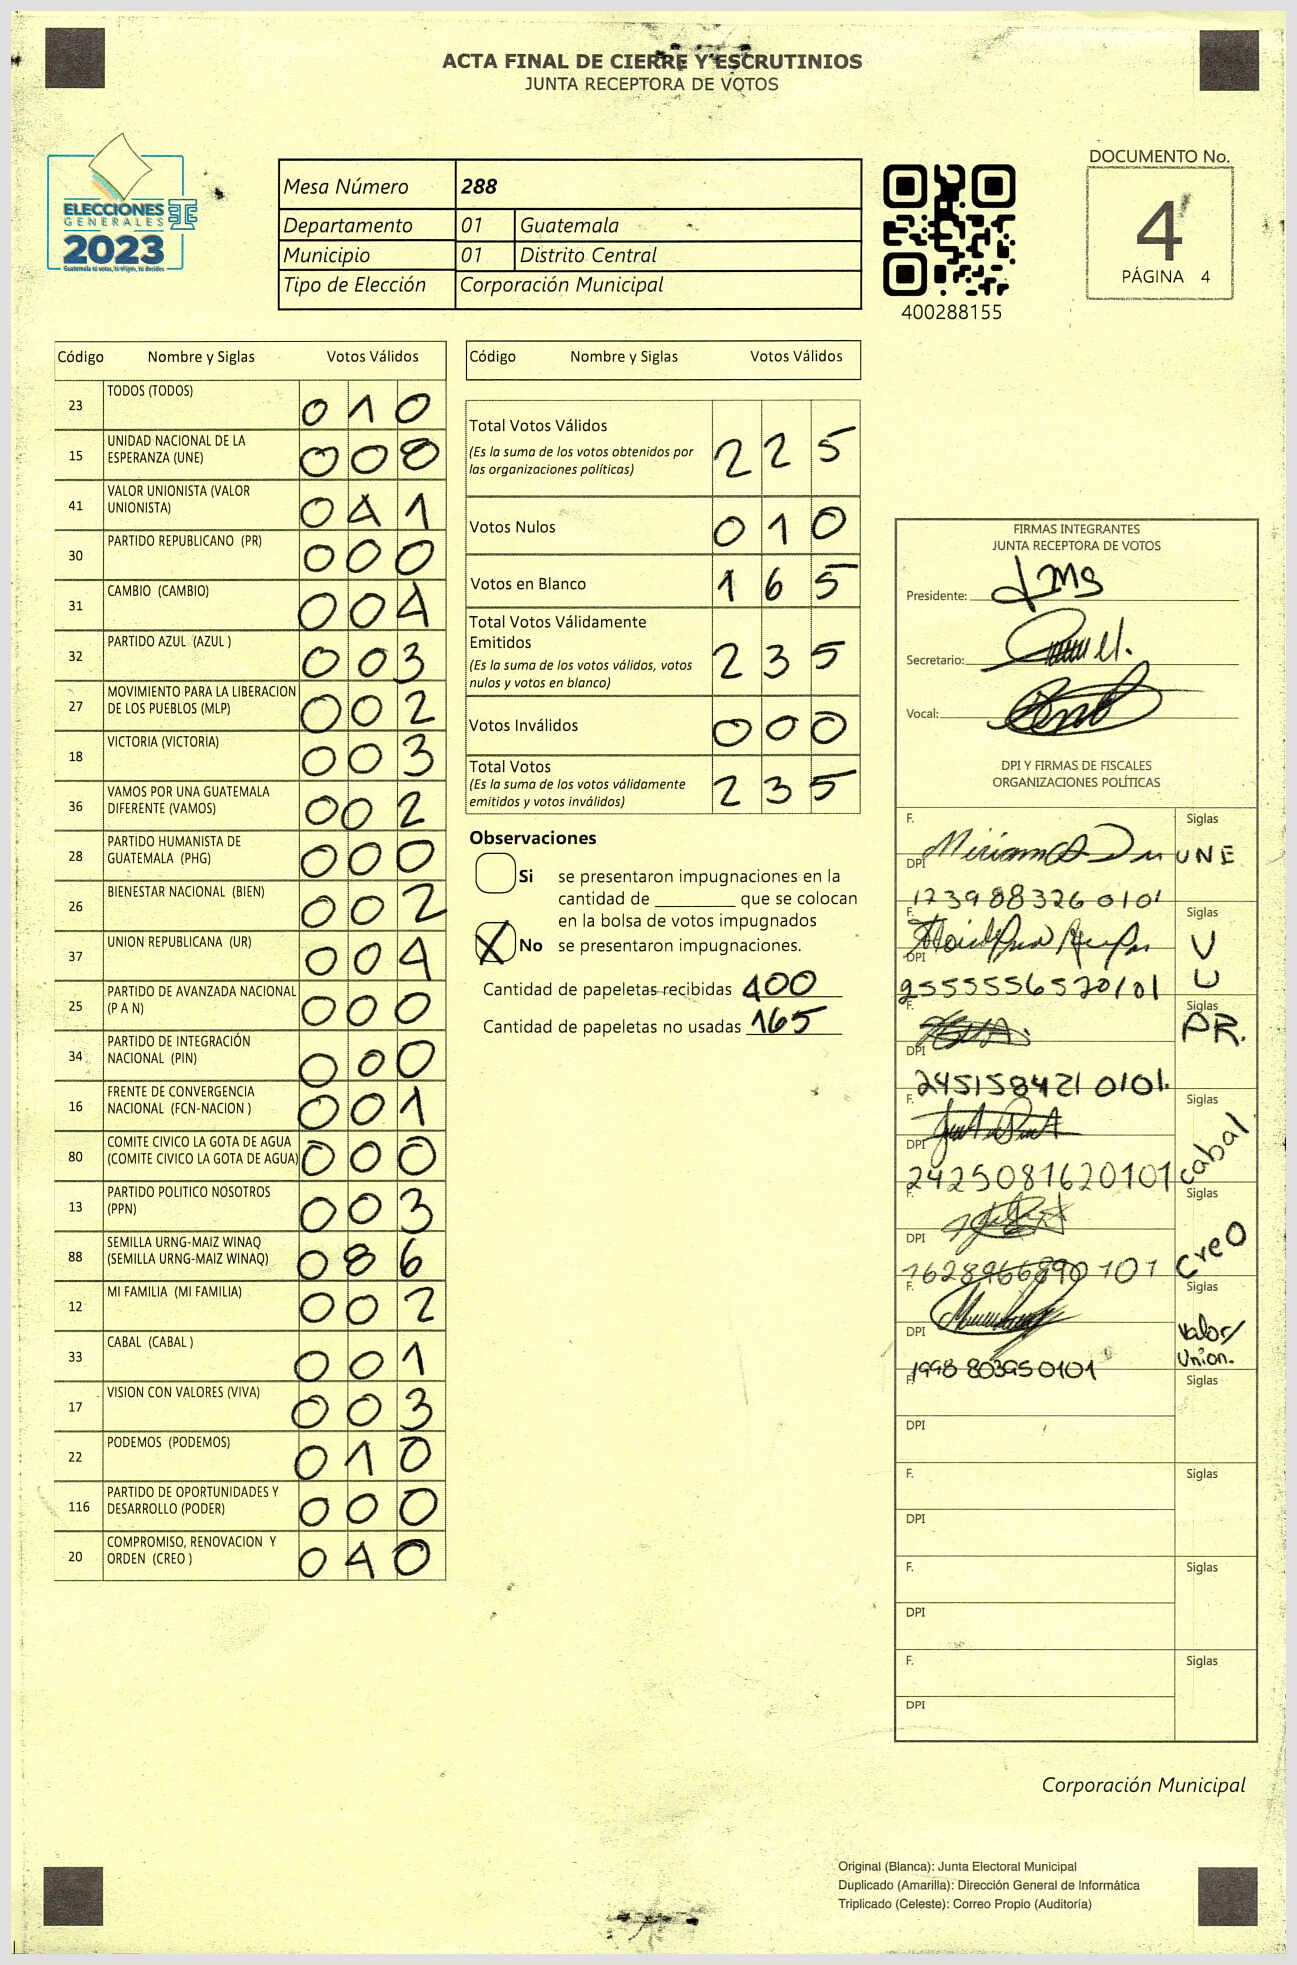 ACTA FINAL DE CIERRE Y ESCRUTINIOS
JUNTA RECEPTORA DE VOTOS
ELECCIONES
GENERALES
2023
Guatemala tú votas, tú eliges, tú decides
Mesa Número 288
Departamento 01 Guatemala
Municipio 01 Distrito Central
Tipo de Elección Corporación Municipal
400288155
DOCUMENTO No.
4
PÁGINA 4
Código Nombre y Siglas Votos Válidos
23 TODOS (TODOS) 0 1 0
15 UNIDAD NACIONAL DE LA ESPERANZA (UNE) 0 0 8
41 VALOR UNIONISTA (VALOR UNIONISTA) 0 4 1
30 PARTIDO REPUBLICANO (PR) 0 0 0
31 CAMBIO (CAMBIO) 0 0 4
32 PARTIDO AZUL (AZUL ) 0 0 3
27 MOVIMIENTO PARA LA LIBERACION DE LOS PUEBLOS (MLP) 0 0 2
18 VICTORIA (VICTORIA) 0 0 3
36 VAMOS POR UNA GUATEMALA DIFERENTE (VAMOS) 0 0 2
28 PARTIDO HUMANISTA DE GUATEMALA (PHG) 0 0 0
26 BIENESTAR NACIONAL (BIEN) 0 0 2
37 UNION REPUBLICANA (UR) 0 0 4
25 PARTIDO DE AVANZADA NACIONAL (P A N) 0 0 0
34 PARTIDO DE INTEGRACIÓN NACIONAL (PIN) 0 0 0
16 FRENTE DE CONVERGENCIA NACIONAL (FCN-NACION ) 0 0 1
80 COMITE CIVICO LA GOTA DE AGUA (COMITE CIVICO LA GOTA DE AGUA) 0 0 0
13 PARTIDO POLITICO NOSOTROS (PPN) 0 0 3
88 SEMILLA URNG-MAIZ WINAQ (SEMILLA URNG-MAIZ WINAQ) 0 8 6
12 MI FAMILIA (MI FAMILIA) 0 0 2
33 CABAL (CABAL ) 0 0 1
17 VISION CON VALORES (VIVA) 0 0 3
22 PODEMOS (PODEMOS) 0 1 0
116 PARTIDO DE OPORTUNIDADES Y DESARROLLO (PODER) 0 0 0
20 COMPROMISO, RENOVACION Y ORDEN (CREO ) 0 4 0
Código Nombre y Siglas Votos Válidos
Total Votos Válidos 2 2 5
(Es la suma de los votos obtenidos por
las organizaciones políticas)
Votos Nulos 0 1 0
Votos en Blanco 1 6 5
Total Votos Válidamente
Emitidos 2 3 5
(Es la suma de los votos válidos, votos
nulos y votos en blanco)
Votos Inválidos 0 0 0
Total Votos 2 3 5
(Es la suma de los votos válidamente
emitidos y votos inválidos)
Observaciones
Si se presentaron impugnaciones en la
cantidad de _________ que se colocan
en la bolsa de votos impugnados
X No se presentaron impugnaciones.
Cantidad de papeletas recibidas 400
Cantidad de papeletas no usadas 165
FIRMAS INTEGRANTES
JUNTA RECEPTORA DE VOTOS
Presidente:
Secretario:
Vocal:
DPI Y FIRMAS DE FISCALES
ORGANIZACIONES POLÍTICAS
F. Siglas
UNE
DPI 1739883260101
F. Siglas
V
U
DPI 2555556520101
F. Siglas
PR.
DPI 2451584210101.
F. Siglas
Cabal
DPI 2425081620101
F. Siglas
Creo
DPI 1628966890101
F. Siglas
Valor/
Union.
DPI 1998803950101
F. Siglas
DPI
F. Siglas
DPI
F. Siglas
DPI
F. Siglas
DPI
Corporación Municipal
Original (Blanca): Junta Electoral Municipal
Duplicado (Amarilla): Dirección General de Informática
Triplicado (Celeste): Correo Propio (Auditoría)